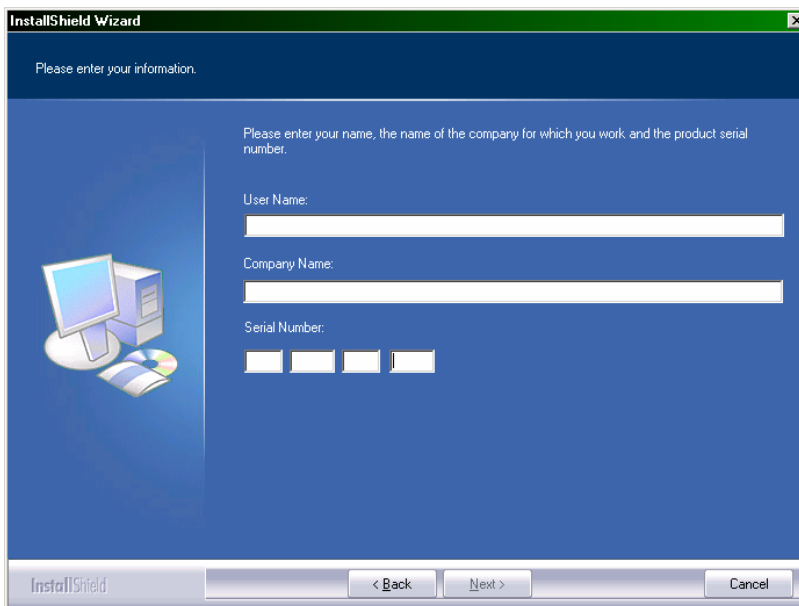 InstallShield Wizard
Please enter your information.
Please enter your name, the name of the company for which you work and the product serial
number.
User Name:
Company Name:
Serial Number:
InstallShield
< Back
Next >
Cancel